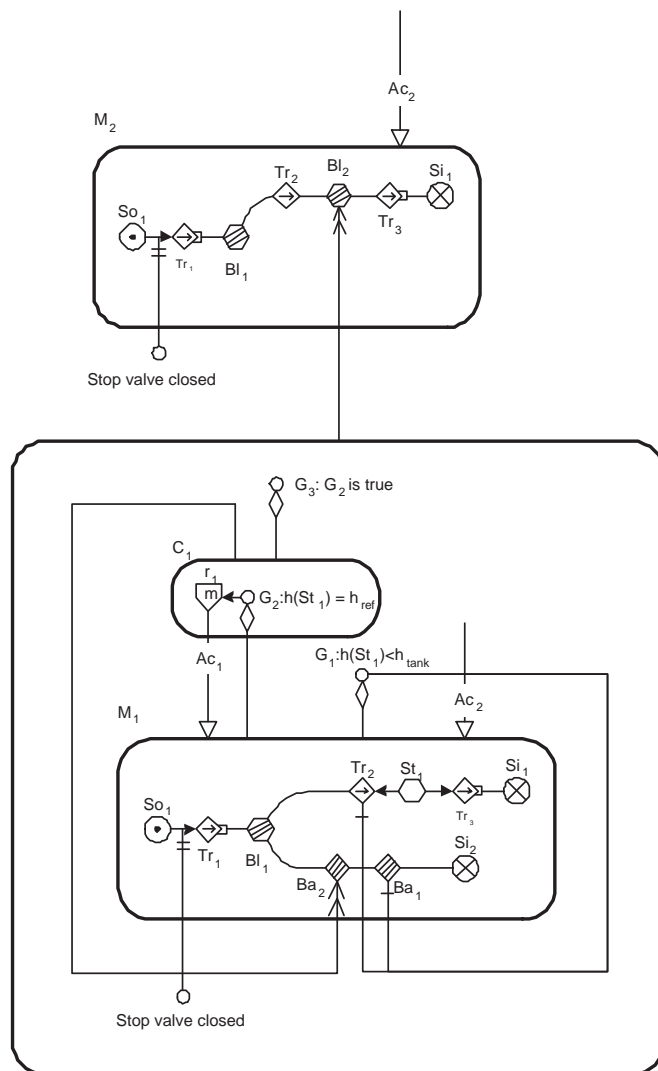 Ac2
M2
Tr2
Bl2
Si1
So1
Tr1
Bl1
Tr3
Stop valve closed
G3: G2 is true
C1
r1
m
G2:h(St1) = href
Ac1
G1:h(St1)<htank
Ac2
M1
Tr2
St1
Si1
So1
Tr3
Tr1
Bl1
Si2
Ba2
Ba1
Stop valve closed